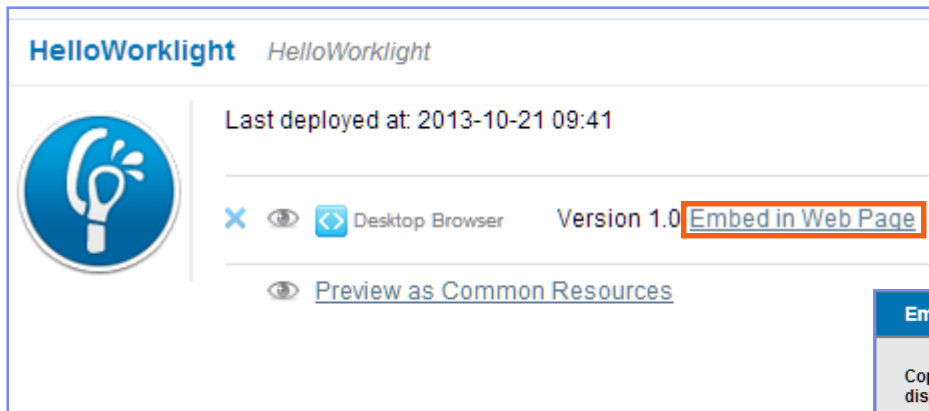 HelloWorklight HelloWorklight
Last deployed at: 2013-10-21 09:41
Desktop Browser Version 1.0 Embed in Web Page
Preview as Common Resources